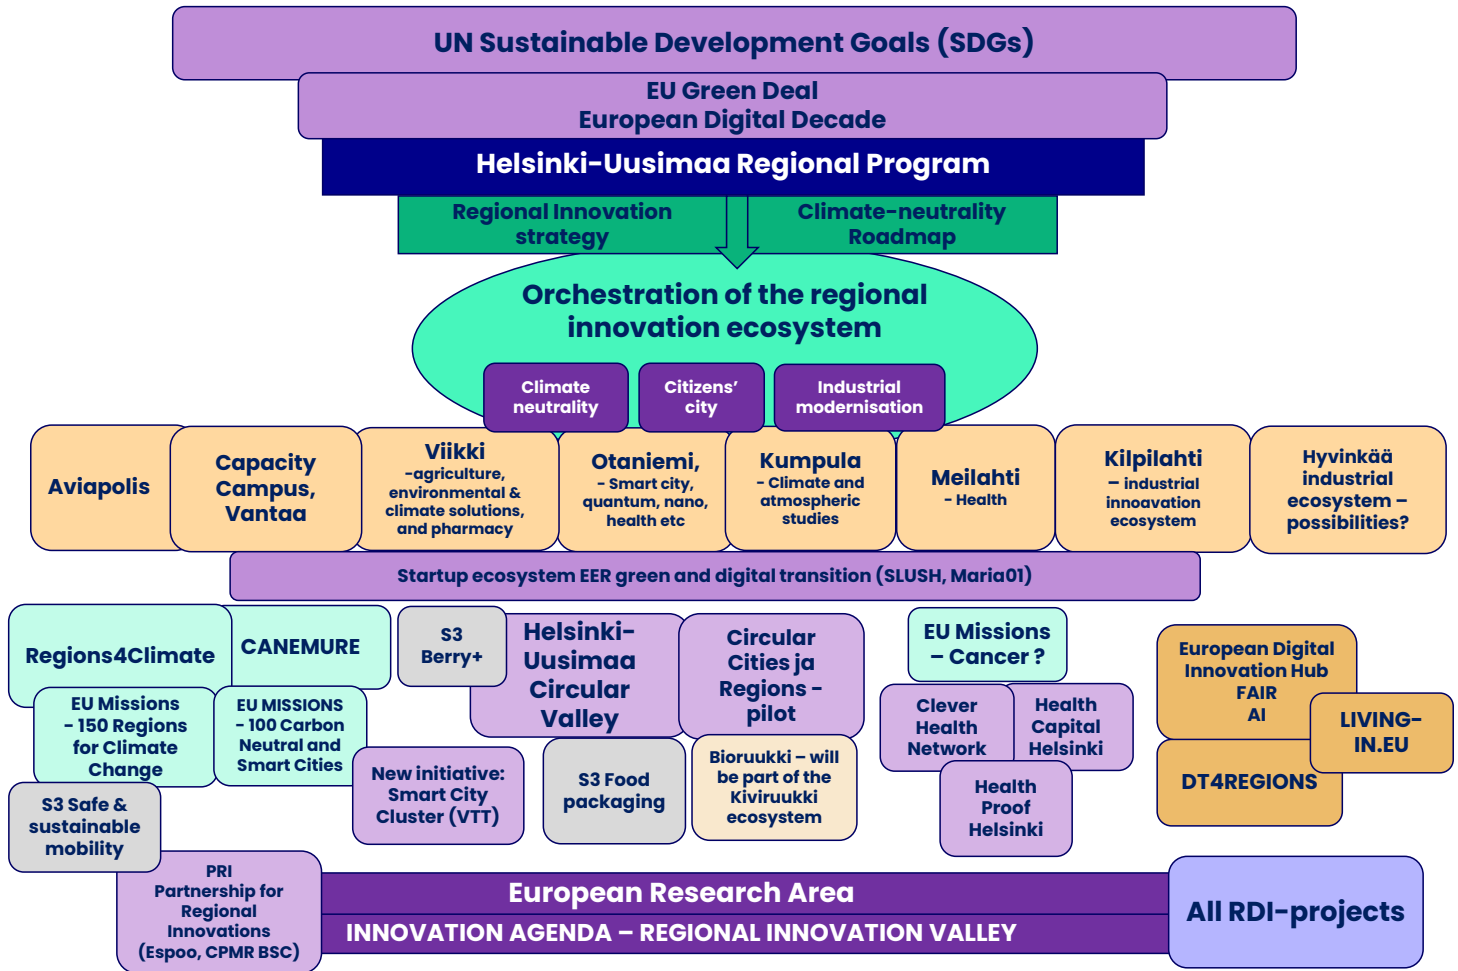 UN Sustainable Development Goals (SDGs)
EU Green Deal
European Digital Decade
Helsinki-Uusimaa Regional Program
Regional Innovation
strategy
Climate-neutrality
Roadmap
Orchestration of the regional
innovation ecosystem
Climate
neutrality
Citizens'
city
Industrial
modernisation
Aviapolis
Capacity
Campus,
Vantaa
Viikki
-agriculture,
environmental &
climate solutions,
and pharmacy
Otaniemi,
- Smart city,
quantum, nano,
health etc
Kumpula
- Climate and
atmospheric
studies
Meilahti
- Health
Kilpilahti
– industrial
innoavation
ecosystem
Hyvinkää
industrial
ecosystem –
possibilities?
Startup ecosystem EER green and digital transition (SLUSH, Maria01)
Regions4Climate
CANEMURE
EU Missions
- 150 Regions
for Climate
Change
EU MISSIONS
- 100 Carbon
Neutral and
Smart Cities
S3 Safe &
sustainable
mobility
S3
Berry+
Helsinki-
Uusimaa
Circular
Valley
Circular
Cities ja
Regions -
pilot
New initiative:
Smart City
Cluster (VTT)
S3 Food
packaging
Bioruukki – will
be part of the
Kiviruukki
ecosystem
EU Missions
– Cancer ?
Clever
Health
Network
Health
Capital
Helsinki
Health
Proof
Helsinki
European Digital
Innovation Hub
FAIR
AI
LIVING-
IN.EU
DT4REGIONS
PRI
Partnership for
Regional
Innovations
(Espoo, CPMR BSC)
European Research Area
INNOVATION AGENDA – REGIONAL INNOVATION VALLEY
All RDI-projects